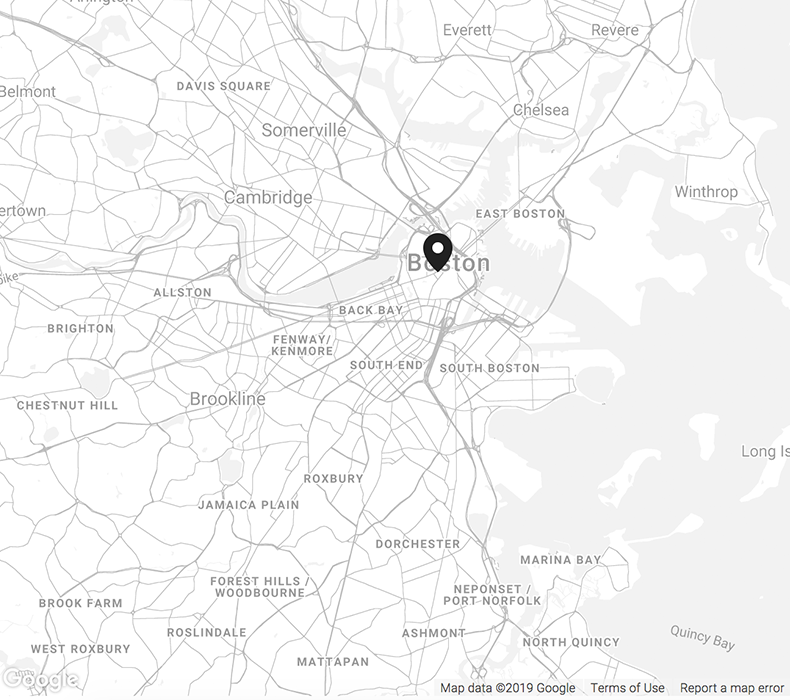 Arlington
Everett
Revere
DAVIS SQUARE
Belmont
Chelsea
Somerville
Winthrop
Cambridge
ertown
EAST BOSTON
Boston
pike
ALLSTON
BACK BAY
BRIGHTON
FENWAY/
KENMORE
SOUTH END
SOUTH BOSTON
Brookline
CHESTNUT HILL
Long Is
ROXBURY
JAMAICA PLAIN
DORCHESTER
MARINA BAY
FOREST HILLS /
WOODBOURNE
NEPONSET /
PORT NORFOLK
BROOK FARM
ROSLINDALE
ASHMONT
NORTH QUINCY
Quincy Bay
WEST ROXBURY
MATTAPAN
Google
Map data ©2019 Google
Terms of Use
Report a map error